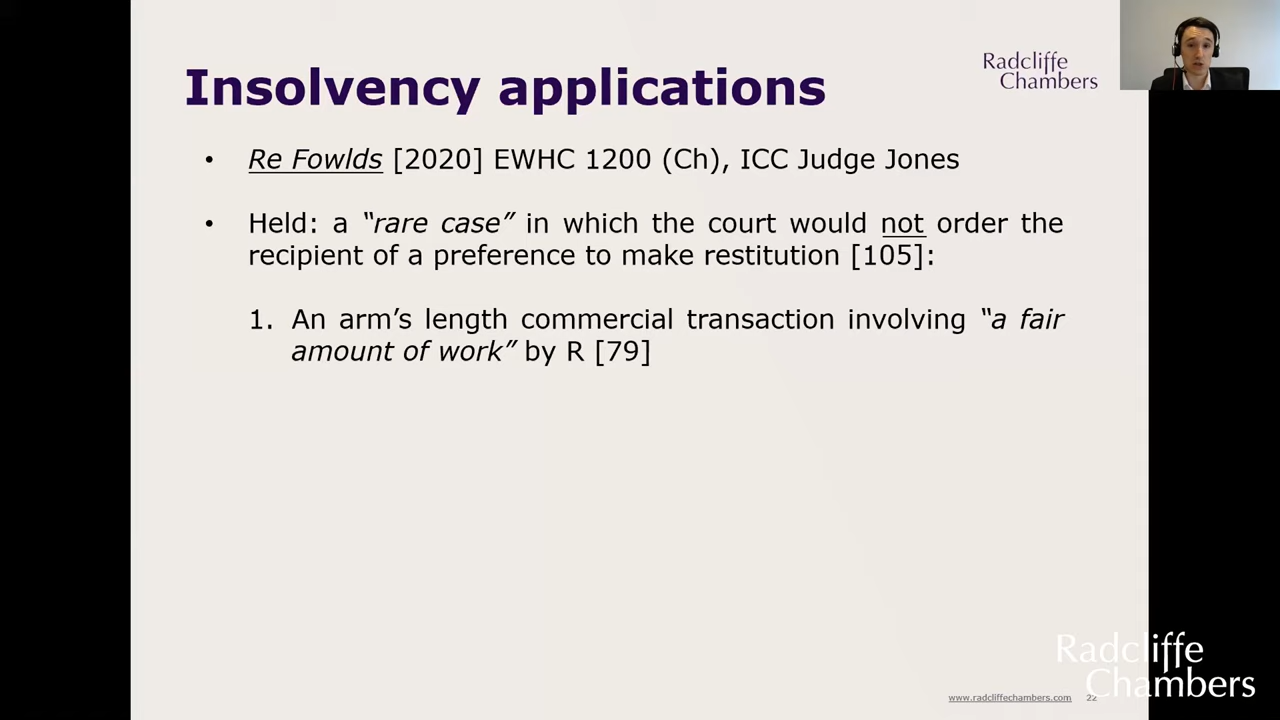 Insolvency applications
Radcliffe
Chambers
• Re Fowlds [2020] EWHC 1200 (Ch), ICC Judge Jones
• Held: a “rare case” in which the court would not order the
recipient of a preference to make restitution [105]:
1. An arm’s length commercial transaction involving “a fair
amount of work” by R [79]
Radcliffe
Chambers
www.radcliffechambers.com 22